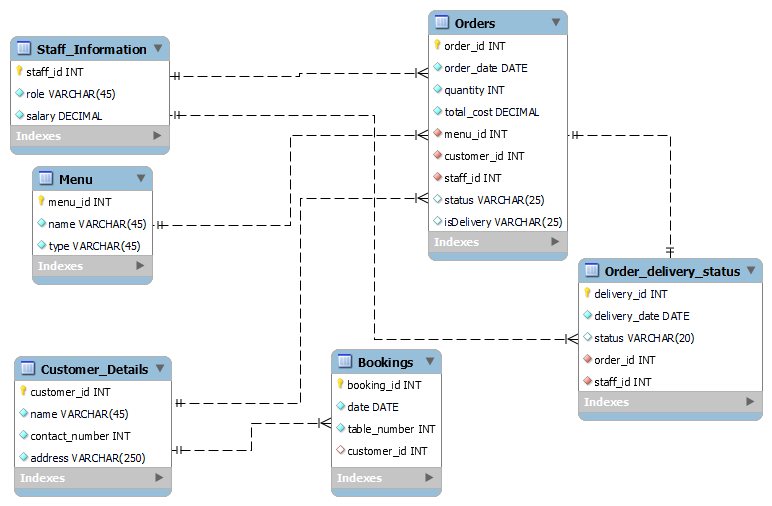 Staff_Information
staff_id INT
role VARCHAR(45)
salary DECIMAL
Indexes
Menu
menu_id INT
name VARCHAR(45)
type VARCHAR(45)
Indexes
Customer_Details
customer_id INT
name VARCHAR(45)
contact_number INT
address VARCHAR(250)
Indexes
Bookings
booking_id INT
date DATE
table_number INT
customer_id INT
Indexes
Orders
order_id INT
order_date DATE
quantity INT
total_cost DECIMAL
menu_id INT
customer_id INT
staff_id INT
status VARCHAR(25)
isDelivery VARCHAR(25)
Indexes
Order_delivery_status
delivery_id INT
delivery_date DATE
status VARCHAR(20)
order_id INT
staff_id INT
Indexes